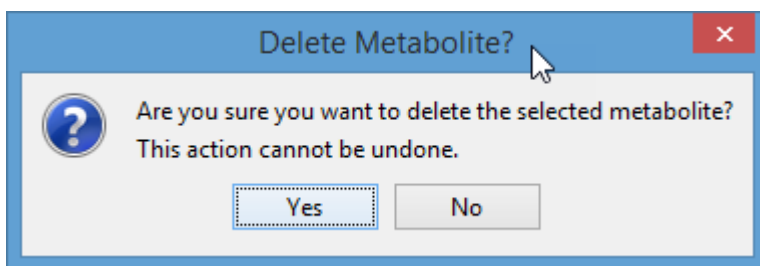 Delete Metabolite?
Are you sure you want to delete the selected metabolite?
This action cannot be undone.
Yes No